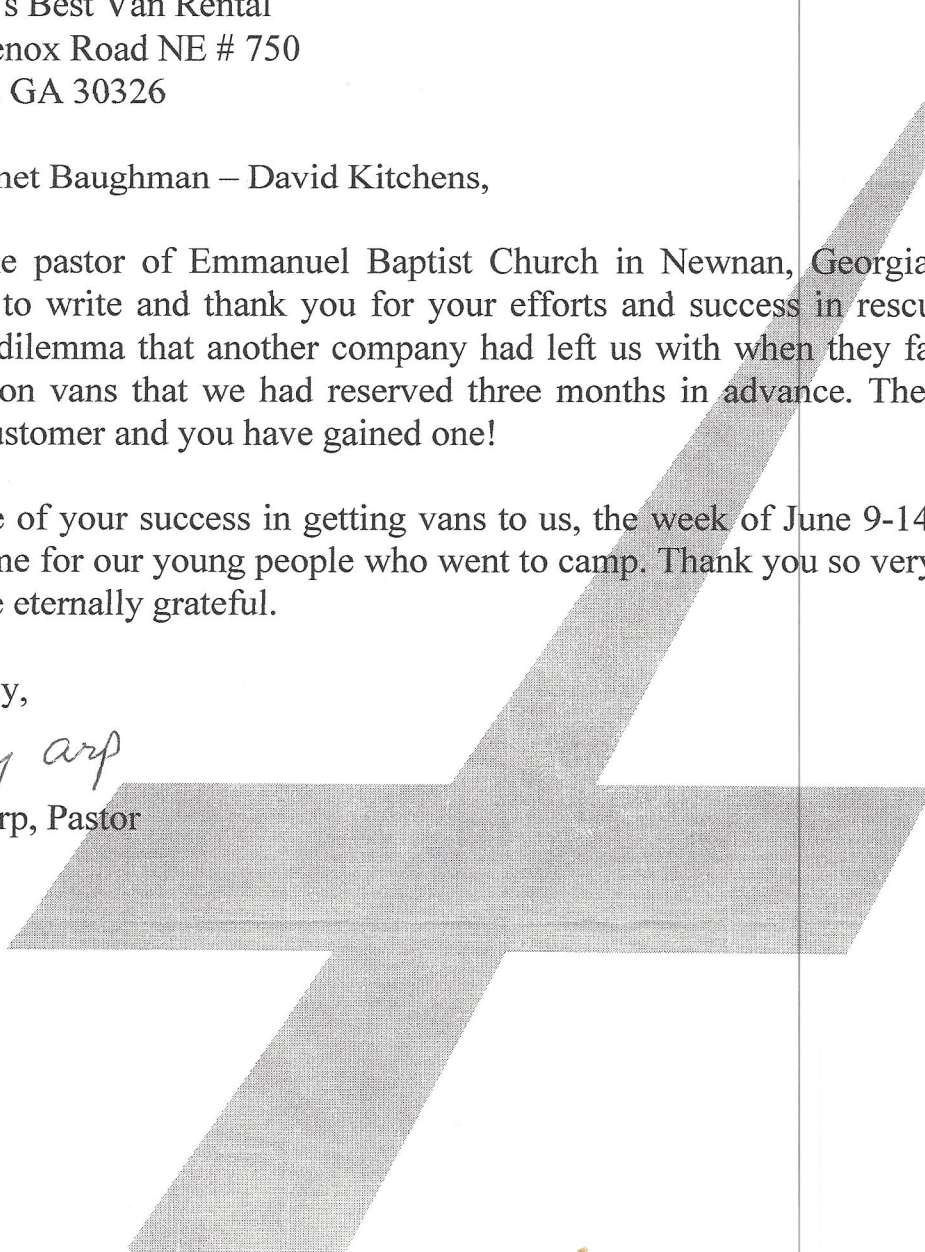 's Best Van Rental
enox Road NE # 750
GA 30326
net Baughman – David Kitchens,
e pastor of Emmanuel Baptist Church in Newnan, Georgia
to write and thank you for your efforts and success in rescu
dilemma that another company had left us with when they fa
on vans that we had reserved three months in advance. The
ustomer and you have gained one!
e of your success in getting vans to us, the week of June 9-14
me for our young people who went to camp. Thank you so very
e eternally grateful.
y,
y arp
rp, Pastor